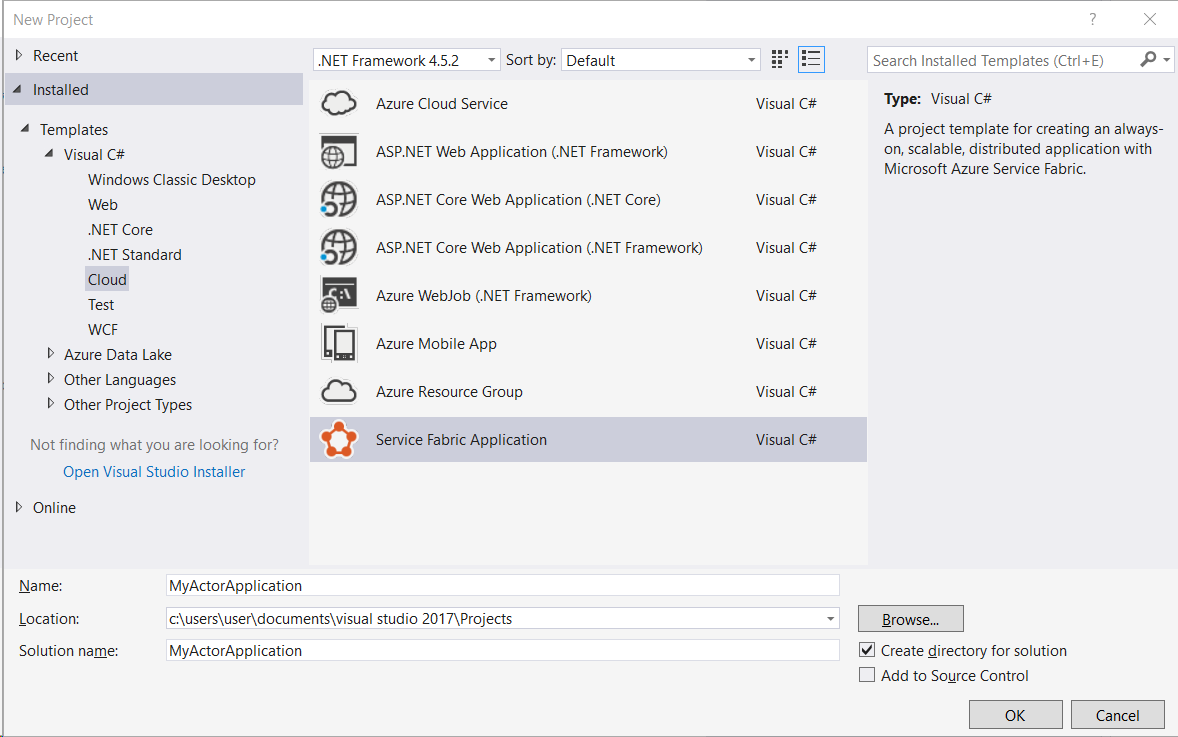 New Project
?
Recent
Installed
Templates
Visual C#
Windows Classic Desktop
Web
.NET Core
.NET Standard
Cloud
Test
WCF
Azure Data Lake
Other Languages
Other Project Types
Not finding what you are looking for?
Open Visual Studio Installer
Online
.NET Framework 4.5.2 Sort by: Default
Azure Cloud Service Visual C#
ASP.NET Web Application (.NET Framework) Visual C#
ASP.NET Core Web Application (.NET Core) Visual C#
ASP.NET Core Web Application (.NET Framework) Visual C#
Azure WebJob (.NET Framework) Visual C#
Azure Mobile App Visual C#
Azure Resource Group Visual C#
Service Fabric Application Visual C#
Search Installed Templates (Ctrl+E)
Type: Visual C#
A project template for creating an always-
on, scalable, distributed application with
Microsoft Azure Service Fabric.
Name: MyActorApplication
Location: c:\users\user\documents\visual studio 2017\Projects
Browse...
Solution name: MyActorApplication
Create directory for solution
Add to Source Control
OK Cancel